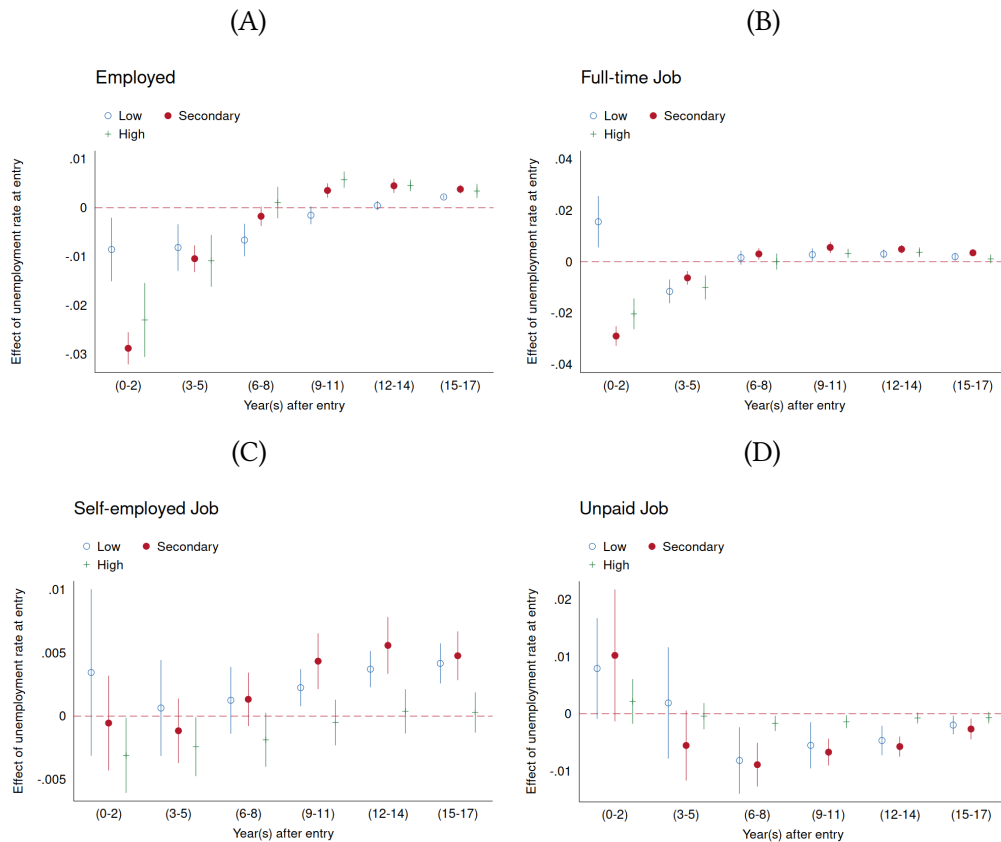 (A)
Employed
Low Secondary
High
Effect of unemployment rate at entry
.01
0
-.01
-.02
-.03
(0-2) (3-5) (6-8) (9-11) (12-14) (15-17)
Year(s) after entry
(B)
Full-time Job
Low Secondary
High
Effect of unemployment rate at entry
.04
.02
0
-.02
-.04
(0-2) (3-5) (6-8) (9-11) (12-14) (15-17)
Year(s) after entry
(C)
Self-employed Job
Low Secondary
High
Effect of unemployment rate at entry
.01
.005
0
-.005
(0-2) (3-5) (6-8) (9-11) (12-14) (15-17)
Year(s) after entry
(D)
Unpaid Job
Low Secondary
High
Effect of unemployment rate at entry
.02
.01
0
-.01
(0-2) (3-5) (6-8) (9-11) (12-14) (15-17)
Year(s) after entry